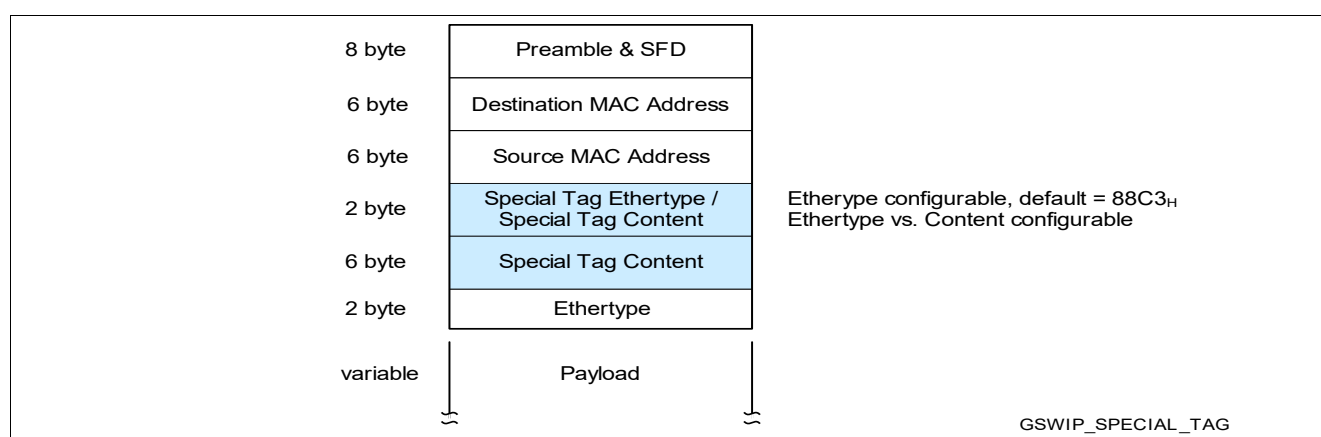 8 byte Preamble & SFD
6 byte Destination MAC Address
6 byte Source MAC Address
2 byte Special Tag Ethertype /
Special Tag Content
Etherype configurable, default = 88C3H
Ethertype vs. Content configurable
6 byte Special Tag Content
2 byte Ethertype
variable Payload
GSWIP_SPECIAL_TAG